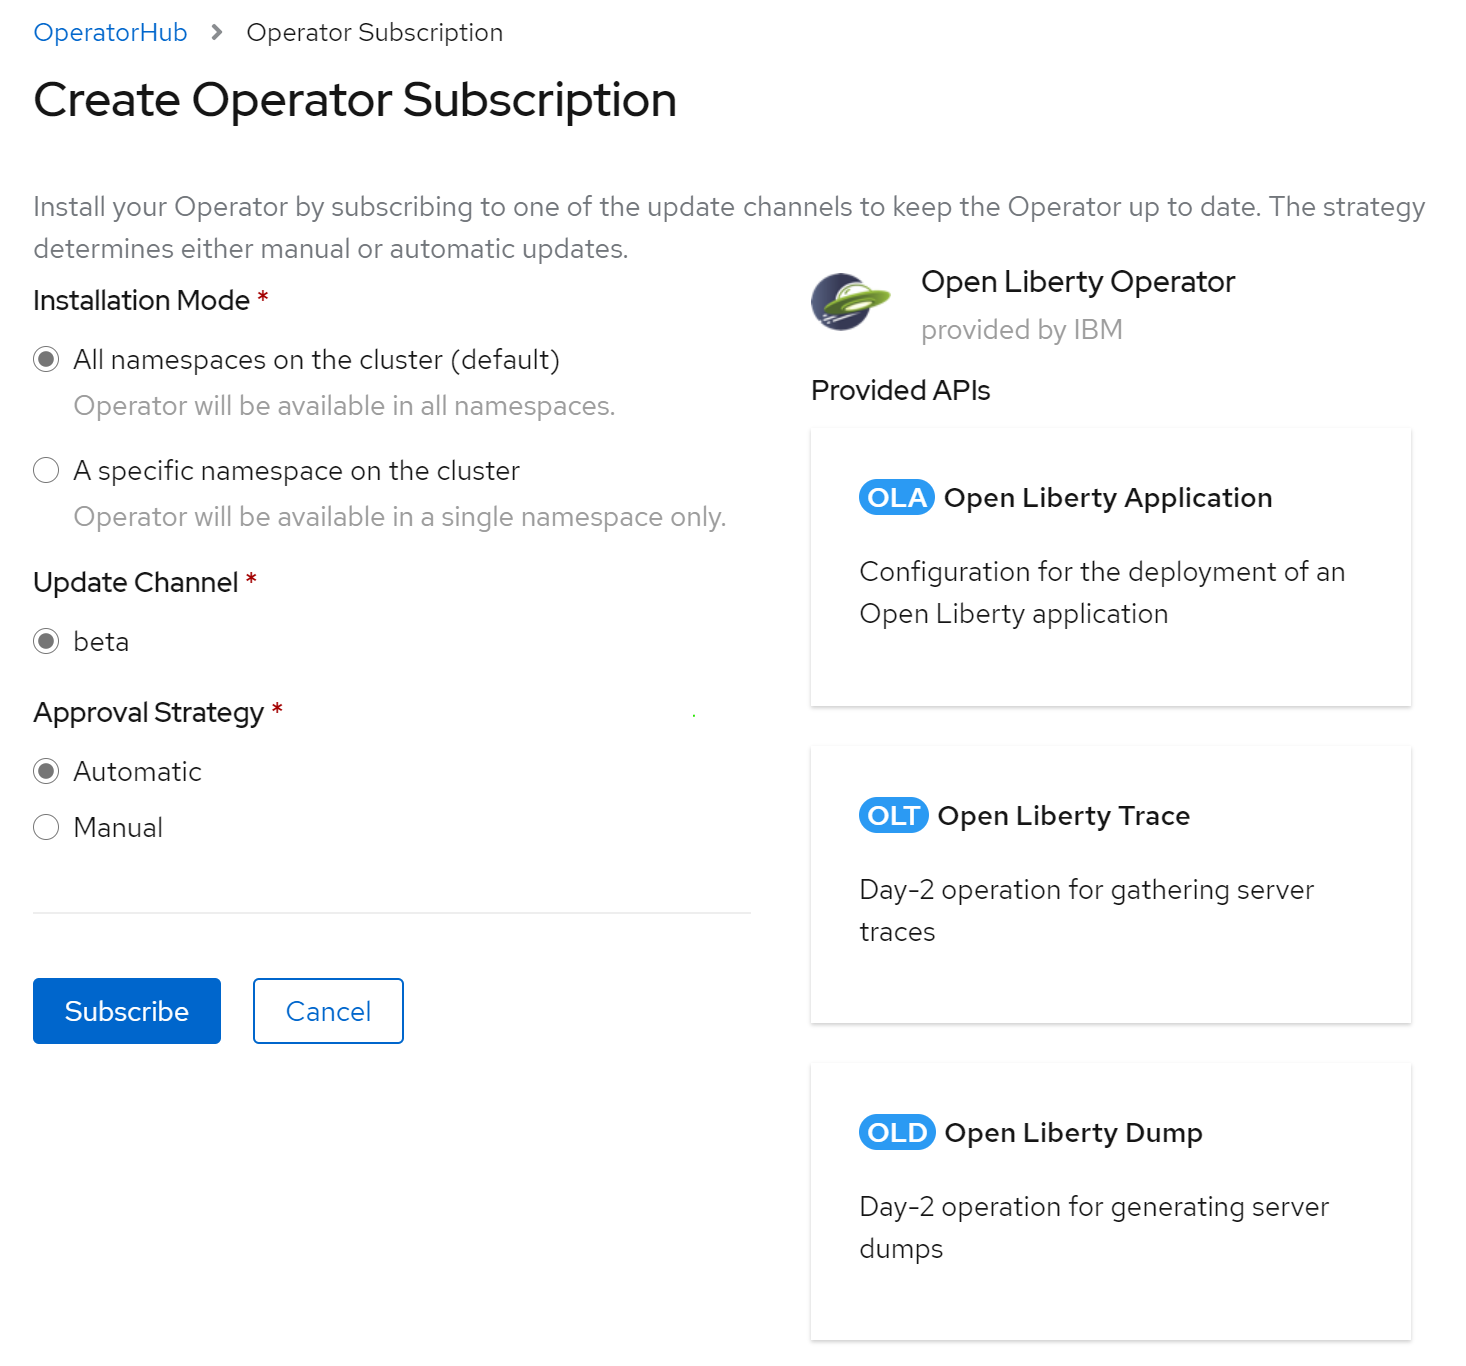 OperatorHub > Operator Subscription
Create Operator Subscription
Install your Operator by subscribing to one of the update channels to keep the Operator up to date. The strategy
determines either manual or automatic updates.
Installation Mode *
All namespaces on the cluster (default)
Operator will be available in all namespaces.
A specific namespace on the cluster
Operator will be available in a single namespace only.
Update Channel *
beta
Approval Strategy *
Automatic
Manual
Subscribe
Cancel
Open Liberty Operator
provided by IBM
Provided APIs
OLA Open Liberty Application
Configuration for the deployment of an
Open Liberty application
OLT Open Liberty Trace
Day-2 operation for gathering server
traces
OLD Open Liberty Dump
Day-2 operation for generating server
dumps